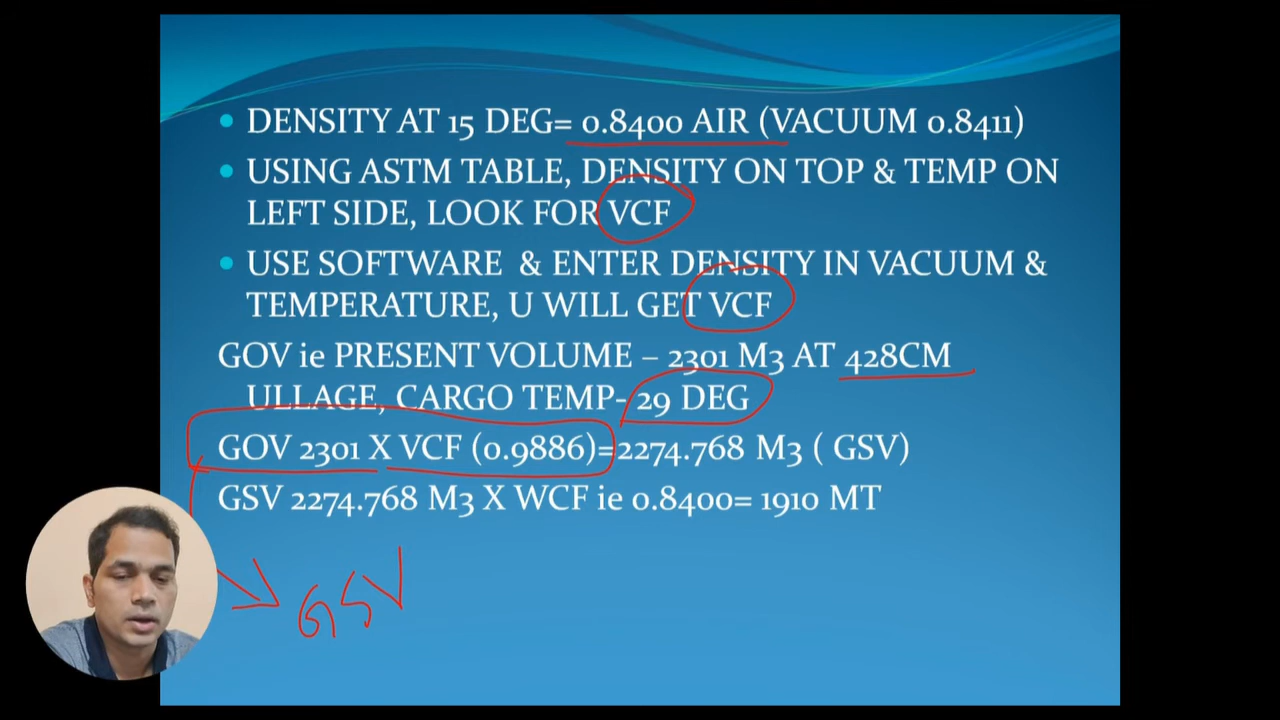 DENSITY AT 15 DEG= 0.8400 AIR (VACUUM 0.8411)
USING ASTM TABLE, DENSITY ON TOP & TEMP ON
LEFT SIDE, LOOK FOR VCF
USE SOFTWARE & ENTER DENSITY IN VACUUM &
TEMPERATURE, U WILL GET VCF
GOV ie PRESENT VOLUME – 2301 M3 AT 428CM
ULLAGE, CARGO TEMP- 29 DEG
GOV 2301 X VCF (0.9886)=2274.768 M3 ( GSV)
GSV 2274.768 M3 X WCF ie 0.8400= 1910 MT
GSV